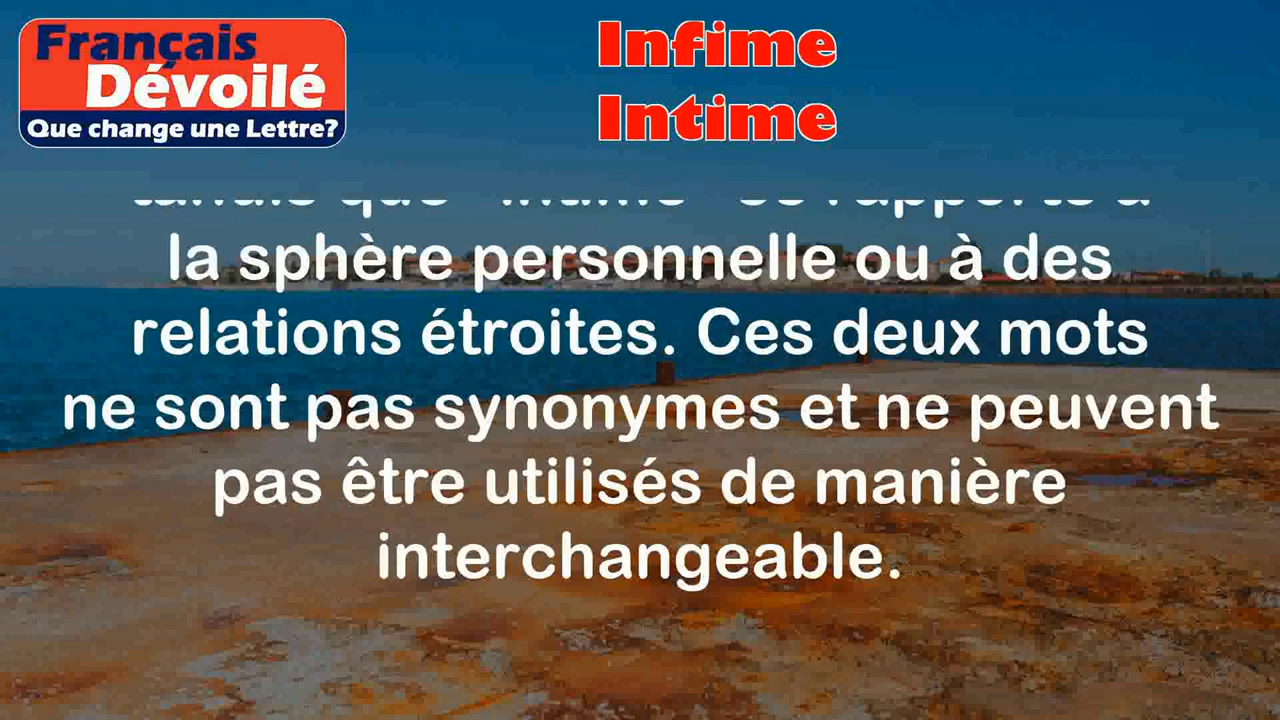 Français
Dévoilé
Que change une Lettre?
Infime
Intime
la sphère personnelle ou à des
relations étroites. Ces deux mots
ne sont pas synonymes et ne peuvent
pas être utilisés de manière
interchangeable.